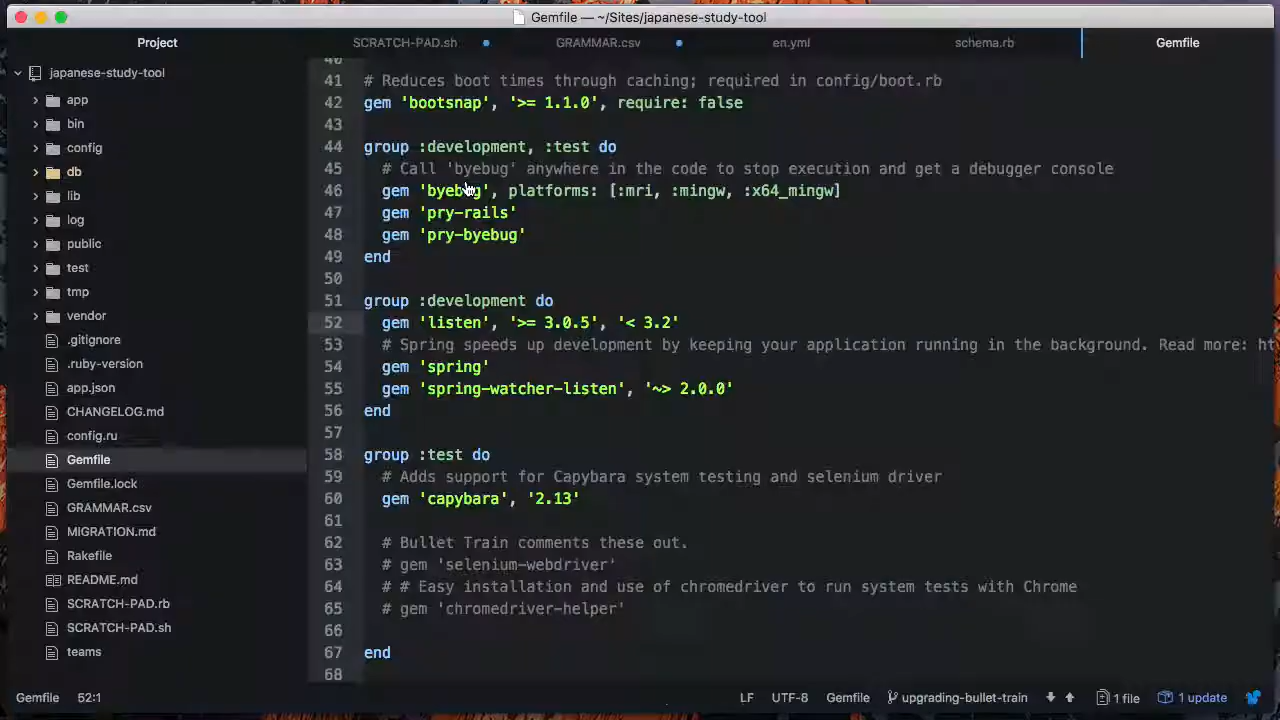 Gemfile — ~/Sites/japanese-study-tool
Project
SCRATCH-PAD.sh
GRAMMAR.csv
en.yml
schema.rb
Gemfile
japanese-study-tool
app
bin
config
db
lib
log
public
test
tmp
vendor
.gitignore
.ruby-version
app.json
CHANGELOG.md
config.ru
Gemfile
Gemfile.lock
GRAMMAR.csv
MIGRATION.md
Rakefile
README.md
SCRATCH-PAD.rb
SCRATCH-PAD.sh
teams
40
41 # Reduces boot times through caching; required in config/boot.rb
42 gem 'bootsnap', '>= 1.1.0', require: false
43
44 group :development, :test do
45 # Call 'byebug' anywhere in the code to stop execution and get a debugger console
46 gem 'byebug', platforms: [:mri, :mingw, :x64_mingw]
47 gem 'pry-rails'
48 gem 'pry-byebug'
49 end
50
51 group :development do
52 gem 'listen', '>= 3.0.5', '< 3.2'
53 # Spring speeds up development by keeping your application running in the background. Read more: ht
54 gem 'spring'
55 gem 'spring-watcher-listen', '~> 2.0.0'
56 end
57
58 group :test do
59 # Adds support for Capybara system testing and selenium driver
60 gem 'capybara', '2.13'
61
62 # Bullet Train comments these out.
63 # gem 'selenium-webdriver'
64 # # Easy installation and use of chromedriver to run system tests with Chrome
65 # gem 'chromedriver-helper'
66
67 end
68
Gemfile 52:1 LF UTF-8 Gemfile upgrading-bullet-train 1 file 1 update